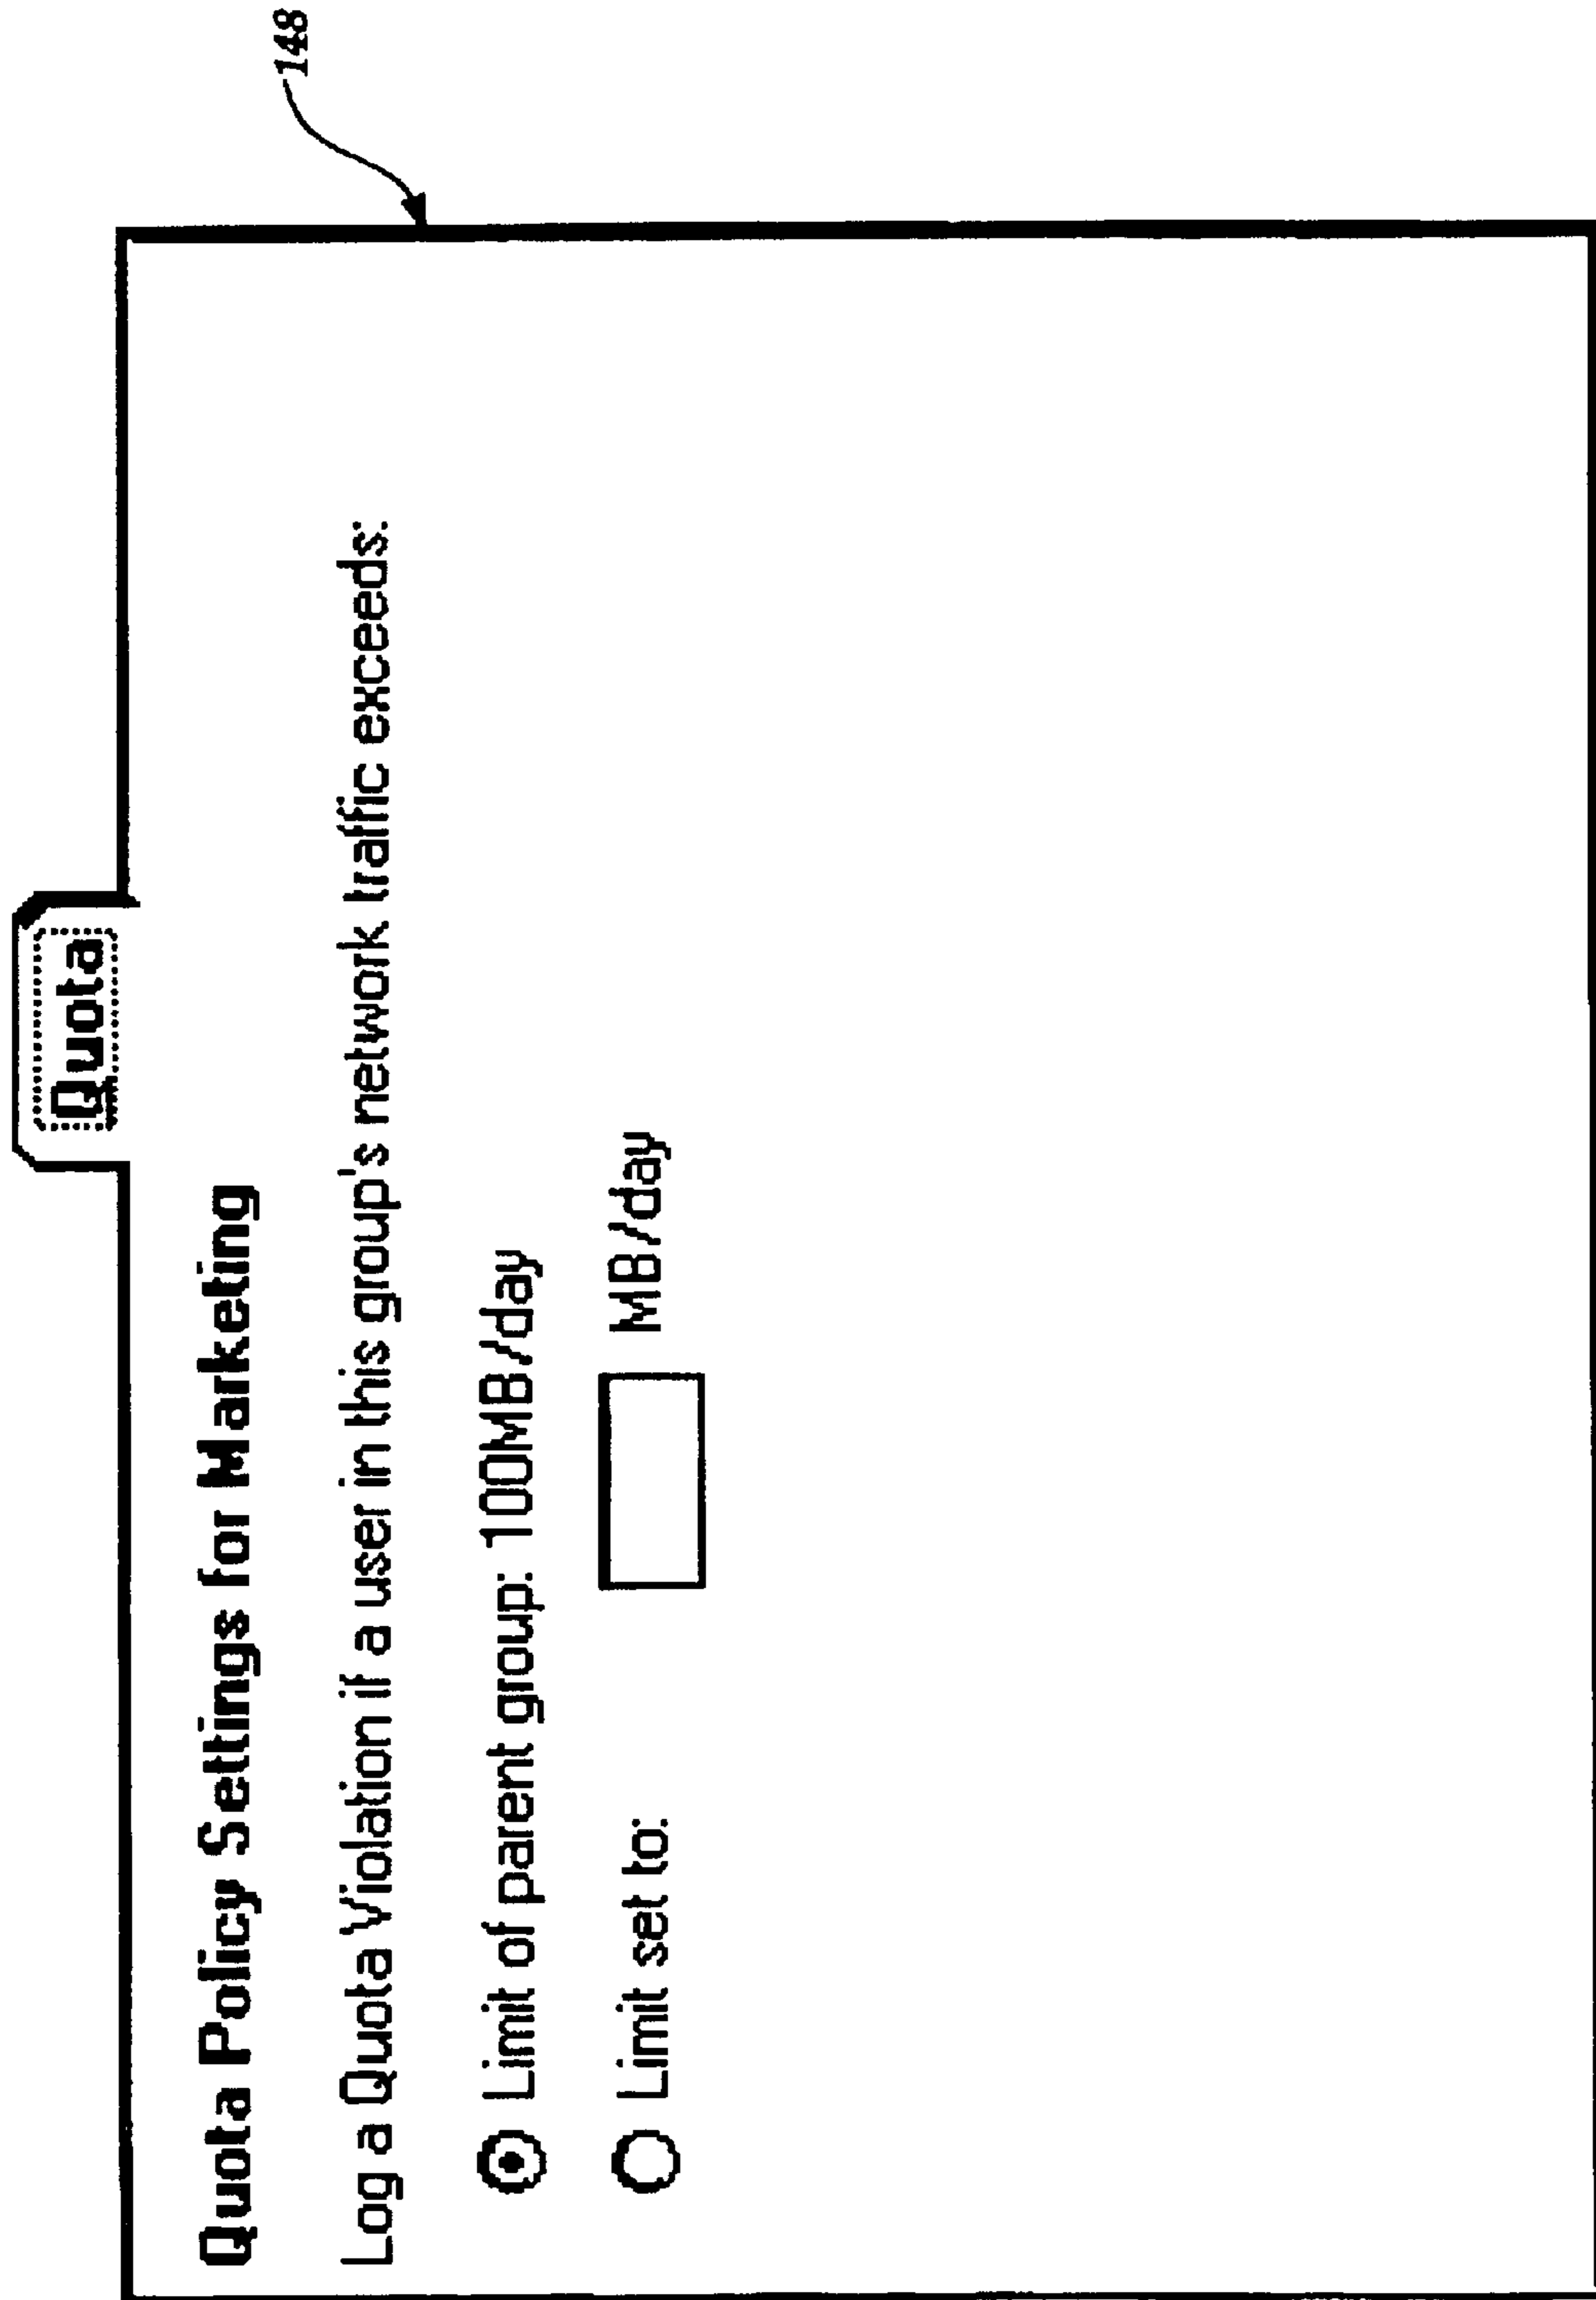 148
Quota
Quota Policy Settings for Marketing
Log a Quota Violation if a user in this group's network traffic exceeds:
Limit of parent group: 100MB/day
Limit set to: MB/day